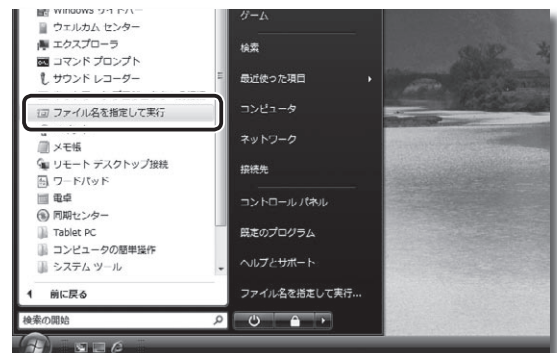 Windows サイドバー
ウェルカム センター
エクスプローラ
コマンド プロンプト
サウンド レコーダー
ファイル名を指定して実行
メモ帳
リモート デスクトップ接続
ワードパッド
電卓
同期センター
Tablet PC
コンピュータの簡単操作
システム ツール
前に戻る
検索の開始
ゲーム
検索
最近使った項目
コンピュータ
ネットワーク
接続先
コントロール パネル
既定のプログラム
ヘルプとサポート
ファイル名を指定して実行...